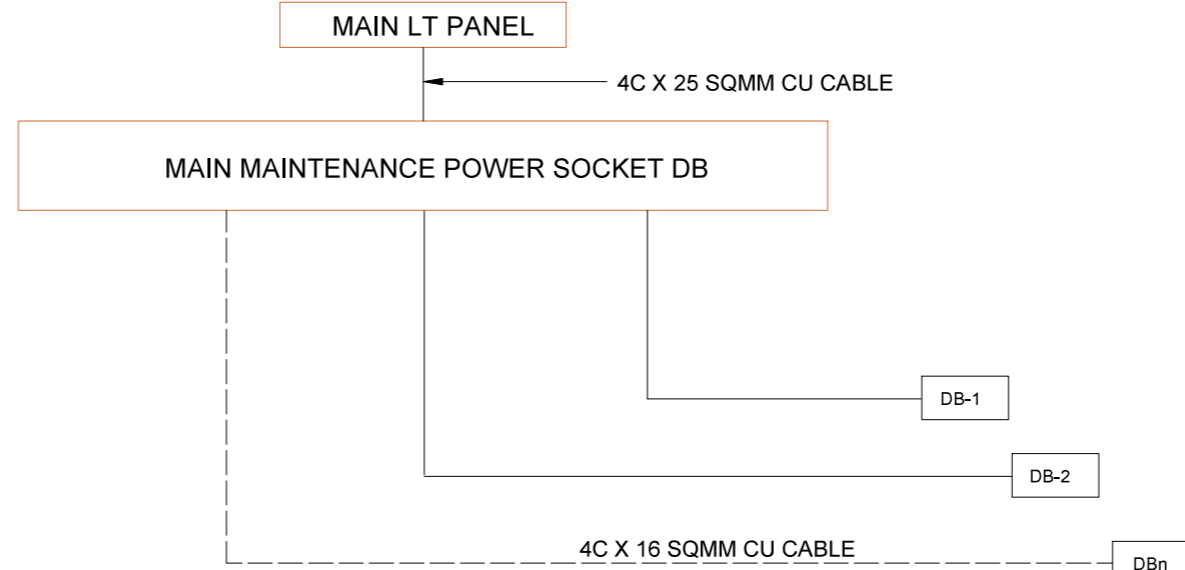 MAIN LT PANEL
4C X 25 SQMM CU CABLE
MAIN MAINTENANCE POWER SOCKET DB
DB-1
DB-2
4C X 16 SQMM CU CABLE
DBn